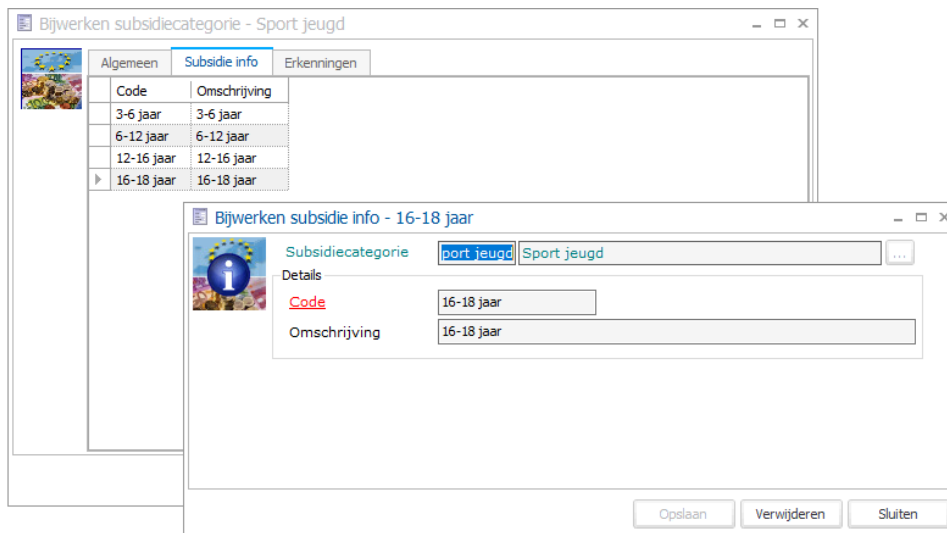 Bijwerken subsidiecategorie - Sport jeugd
Algemeen Subsidie info Erkenningen
Code Omschrijving
3-6 jaar 3-6 jaar
6-12 jaar 6-12 jaar
12-16 jaar 12-16 jaar
16-18 jaar 16-18 jaar
Bijwerken subsidie info - 16-18 jaar
Subsidiecategorie port jeugd Sport jeugd ...
Details
Code 16-18 jaar
Omschrijving 16-18 jaar
Opslaan Verwijderen Sluiten